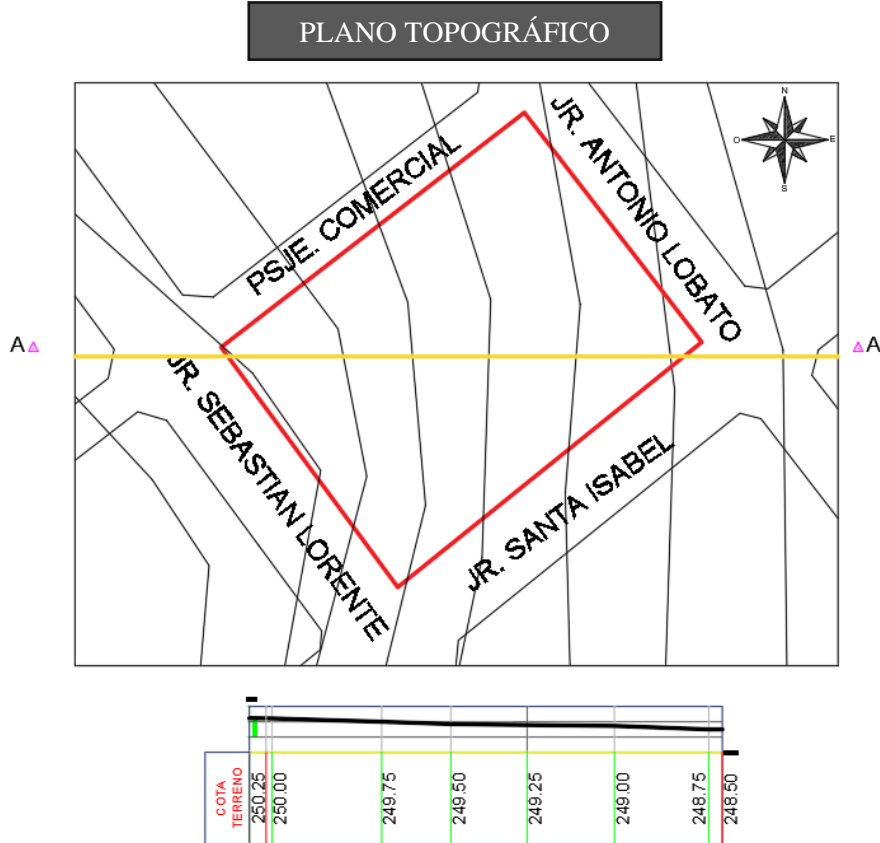 PLANO TOPOGRÁFICO
N
O
E
S
JR. ANTONIO LOBATO
PSJE. COMERCIAL
A
A
JR. SEBASTIAN LORENTE
JR. SANTA ISABEL
COTA
TERRENO
250.25
250.00
249.75
249.50
249.25
249.00
248.75
248.50